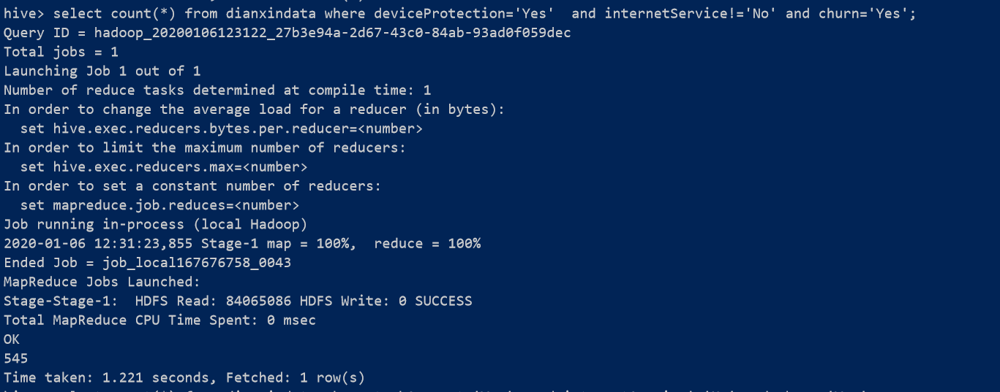 hive> select count(*) from dianxindata where deviceProtection='Yes'  and internetService!='No' and churn='Yes';
Query ID = hadoop_20200106123122_27b3e94a-2d67-43c0-84ab-93ad0f059dec
Total jobs = 1
Launching Job 1 out of 1
Number of reduce tasks determined at compile time: 1
In order to change the average load for a reducer (in bytes):
  set hive.exec.reducers.bytes.per.reducer=<number>
In order to limit the maximum number of reducers:
  set hive.exec.reducers.max=<number>
In order to set a constant number of reducers:
  set mapreduce.job.reduces=<number>
Job running in-process (local Hadoop)
2020-01-06 12:31:23,855 Stage-1 map = 100%,  reduce = 100%
Ended Job = job_local167676758_0043
MapReduce Jobs Launched:
Stage-Stage-1:  HDFS Read: 84065086 HDFS Write: 0 SUCCESS
Total MapReduce CPU Time Spent: 0 msec
OK
545
Time taken: 1.221 seconds, Fetched: 1 row(s)